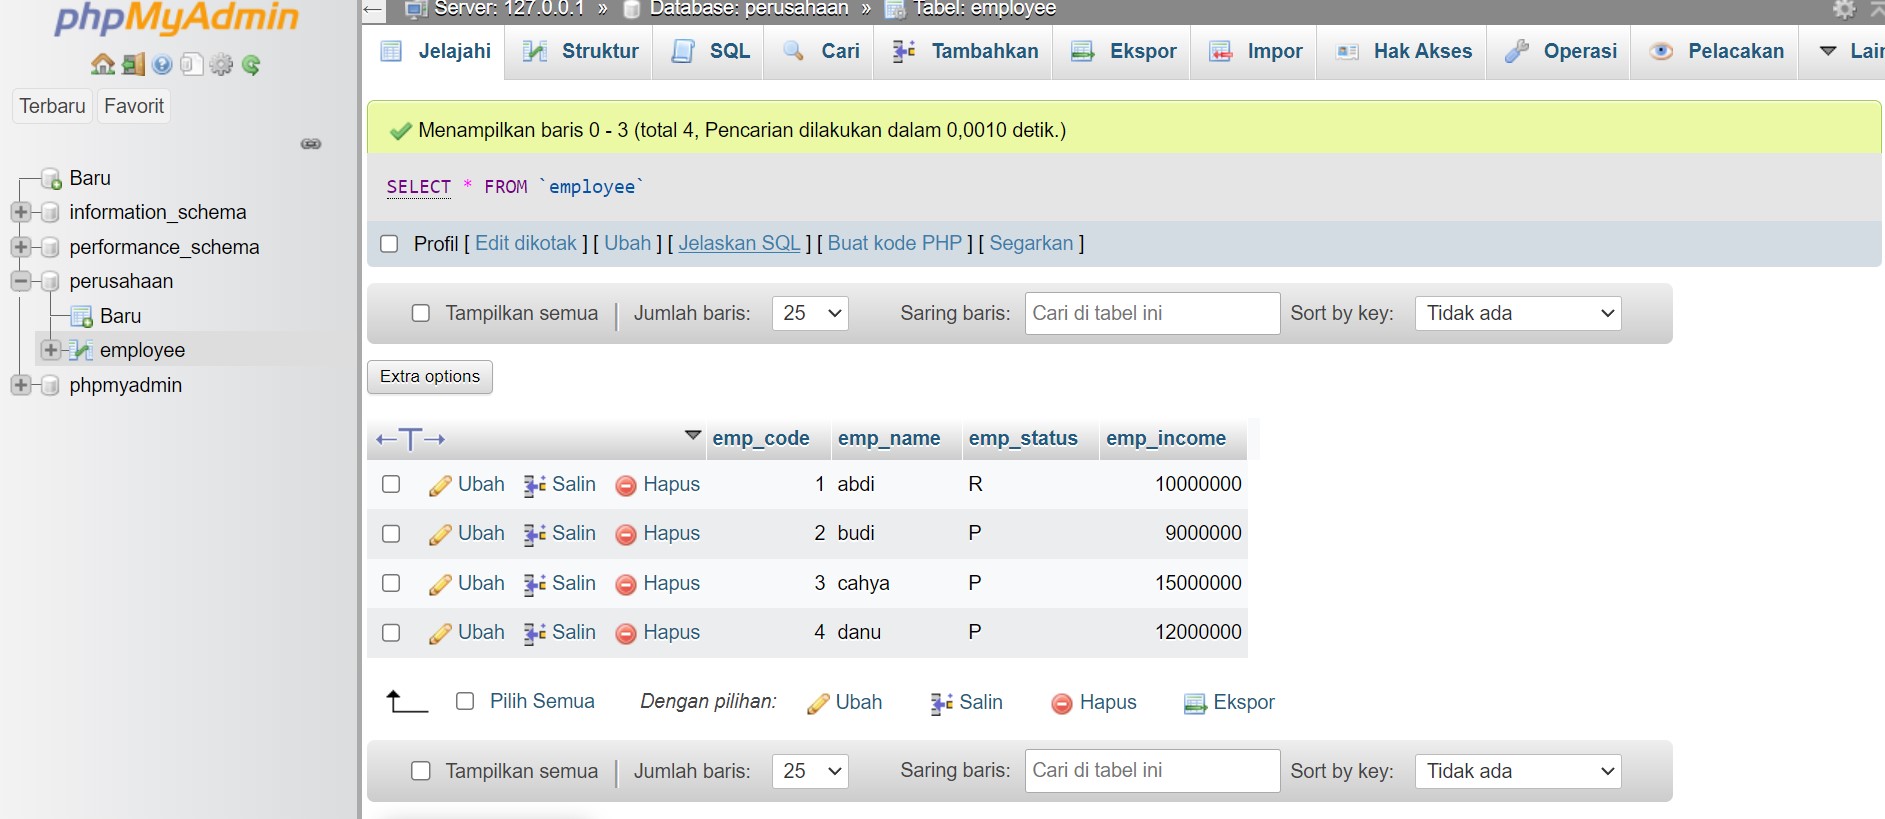 phpMyAdmin
Terbaru Favorit
Baru
information_schema
performance_schema
perusahaan
Baru
employee
phpmyadmin
Server: 127.0.0.1 » Database: perusahaan » Tabel: employee
Jelajahi Struktur SQL Cari Tambahkan Ekspor Impor Hak Akses Operasi Pelacakan
Menampilkan baris 0 - 3 (total 4, Pencarian dilakukan dalam 0,0010 detik.)
SELECT * FROM `employee`
Profil [ Edit dikotak ] [ Ubah ] [ Jelaskan SQL ] [ Buat kode PHP ] [ Segarkan ]
Tampilkan semua | Jumlah baris: 25 Saring baris: Cari di tabel ini Sort by key: Tidak ada
Extra options
←T→ emp_code emp_name emp_status emp_income
Ubah Salin Hapus 1 abdi R 10000000
Ubah Salin Hapus 2 budi P 9000000
Ubah Salin Hapus 3 cahya P 15000000
Ubah Salin Hapus 4 danu P 12000000
Pilih Semua Dengan pilihan: Ubah Salin Hapus Ekspor
Tampilkan semua | Jumlah baris: 25 Saring baris: Cari di tabel ini Sort by key: Tidak ada